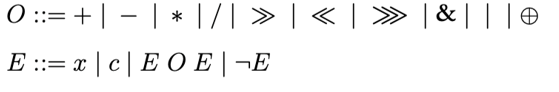 O ::= + | − | ∗ | / | ≫ | ≪ | ⋙ | & | | | ⊕
E ::= x | c | E O E | ¬E